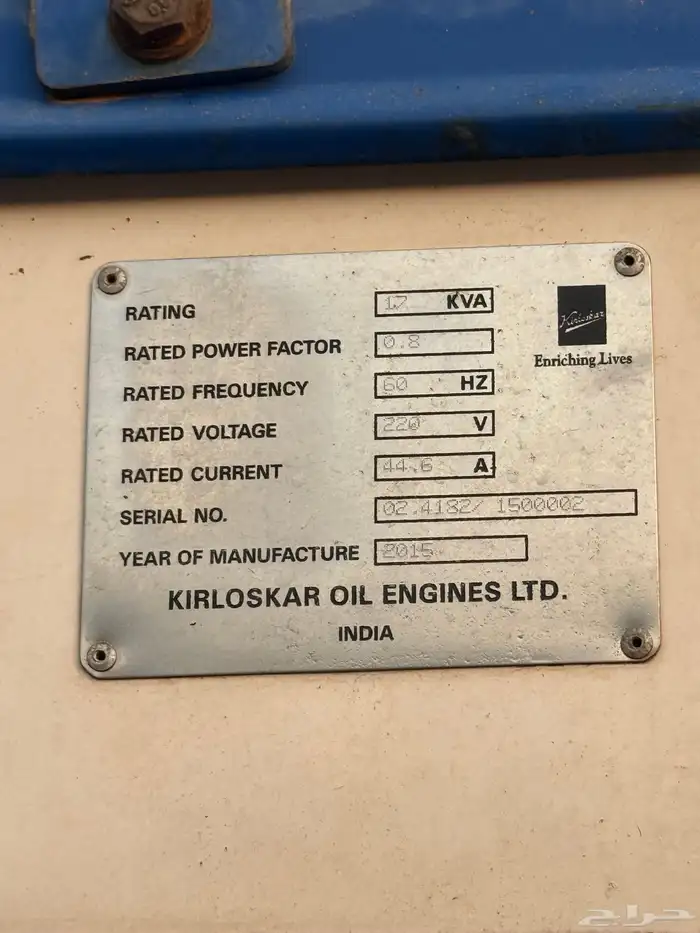 RATING 17 KVA
Kirloskar
Enriching Lives
RATED POWER FACTOR 0.8
RATED FREQUENCY 60 HZ
RATED VOLTAGE 220 V
RATED CURRENT 44.6 A
SERIAL NO. 02.4182/ 1500002
YEAR OF MANUFACTURE 2015
KIRLOSKAR OIL ENGINES LTD.
INDIA
حراج